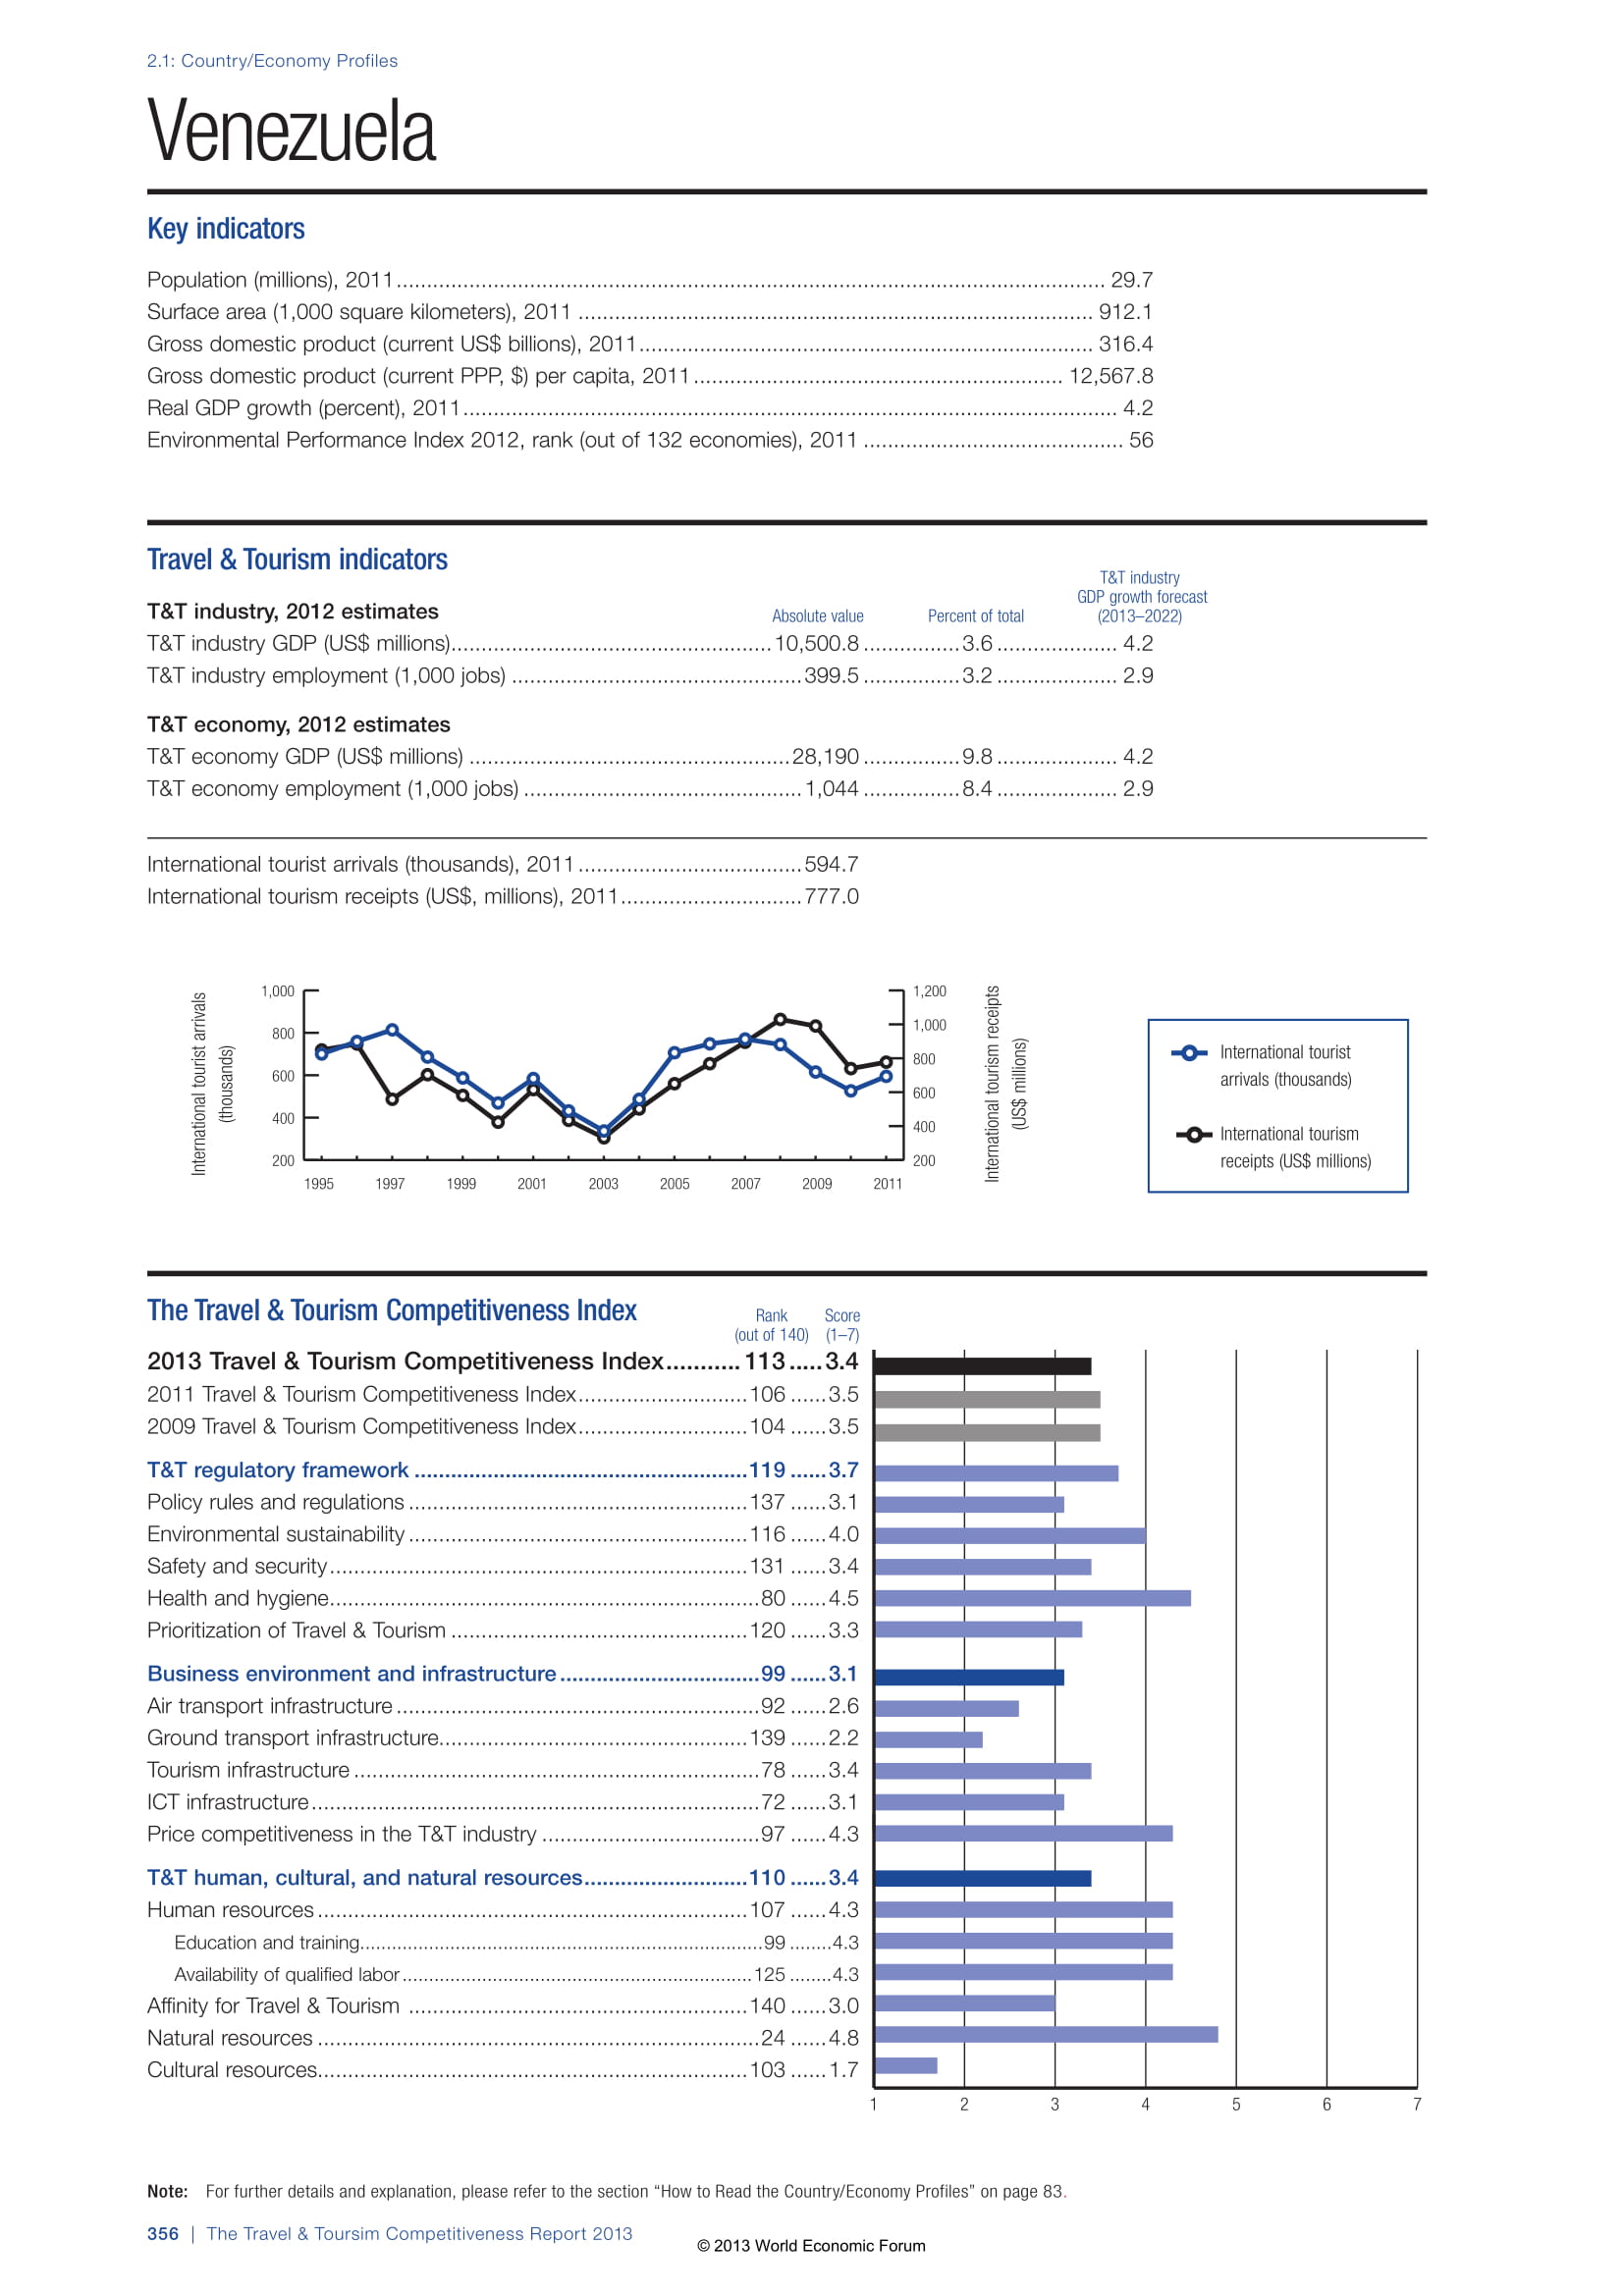 2.1: Country/Economy Profiles
Venezuela
Key indicators
Population (millions), 2011 29.7
Surface area (1,000 square kilometers), 2011 912.1
Gross domestic product (current US$ billions), 2011 316.4
Gross domestic product (current PPP, $) per capita, 2011 12,567.8
Real GDP growth (percent), 2011 4.2
Environmental Performance Index 2012, rank (out of 132 economies), 2011 56
Travel & Tourism indicators
T&T industry
GDP growth forecast
T&T industry, 2012 estimates Absolute value Percent of total (2013–2022)
T&T industry GDP (US$ millions) 10,500.8 3.6 4.2
T&T industry employment (1,000 jobs) 399.5 3.2 2.9
T&T economy, 2012 estimates
T&T economy GDP (US$ millions) 28,190 9.8 4.2
T&T economy employment (1,000 jobs) 1,044 8.4 2.9
International tourist arrivals (thousands), 2011 594.7
International tourism receipts (US$, millions), 2011 777.0
International tourist arrivals
(thousands)
1,000
800
600
400
200
1995 1997 1999 2001 2003 2005 2007 2009 2011
1,200
1,000
800
600
400
200
International tourism receipts
(US$ millions)
International tourist
arrivals (thousands)
International tourism
receipts (US$ millions)
The Travel & Tourism Competitiveness Index
Rank Score
(out of 140) (1–7)
2013 Travel & Tourism Competitiveness Index 113 3.4
2011 Travel & Tourism Competitiveness Index 106 3.5
2009 Travel & Tourism Competitiveness Index 104 3.5
T&T regulatory framework 119 3.7
Policy rules and regulations 137 3.1
Environmental sustainability 116 4.0
Safety and security 131 3.4
Health and hygiene 80 4.5
Prioritization of Travel & Tourism 120 3.3
Business environment and infrastructure 99 3.1
Air transport infrastructure 92 2.6
Ground transport infrastructure 139 2.2
Tourism infrastructure 78 3.4
ICT infrastructure 72 3.1
Price competitiveness in the T&T industry 97 4.3
T&T human, cultural, and natural resources 110 3.4
Human resources 107 4.3
Education and training 99 4.3
Availability of qualified labor 125 4.3
Affinity for Travel & Tourism 140 3.0
Natural resources 24 4.8
Cultural resources 103 1.7
1 2 3 4 5 6 7
Note: For further details and explanation, please refer to the section “How to Read the Country/Economy Profiles” on page 83.
356 | The Travel & Toursim Competitiveness Report 2013
© 2013 World Economic Forum